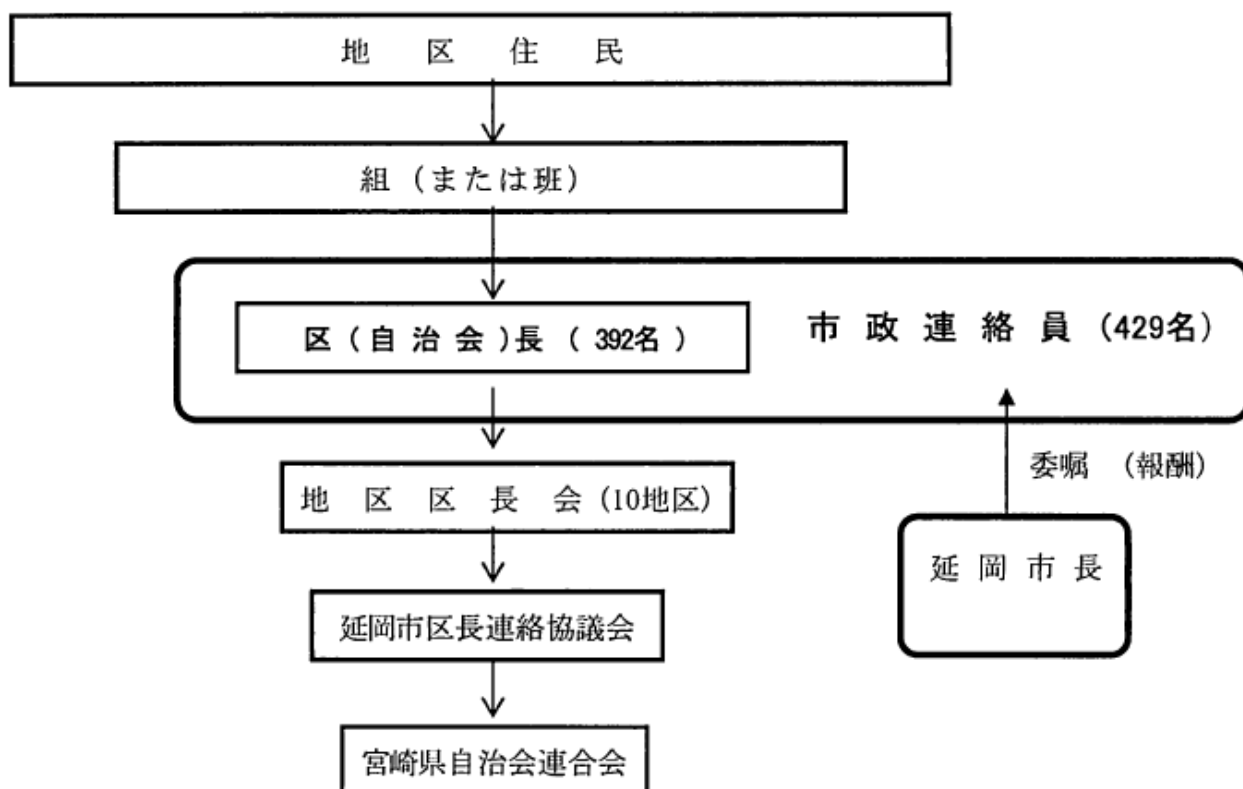 地区住民
組（または班）
区（自治会）長（392名）
市政連絡員（429名）
地区区長会（10地区）
委嘱（報酬）
延岡市長
延岡市区長連絡協議会
宮崎県自治会連合会